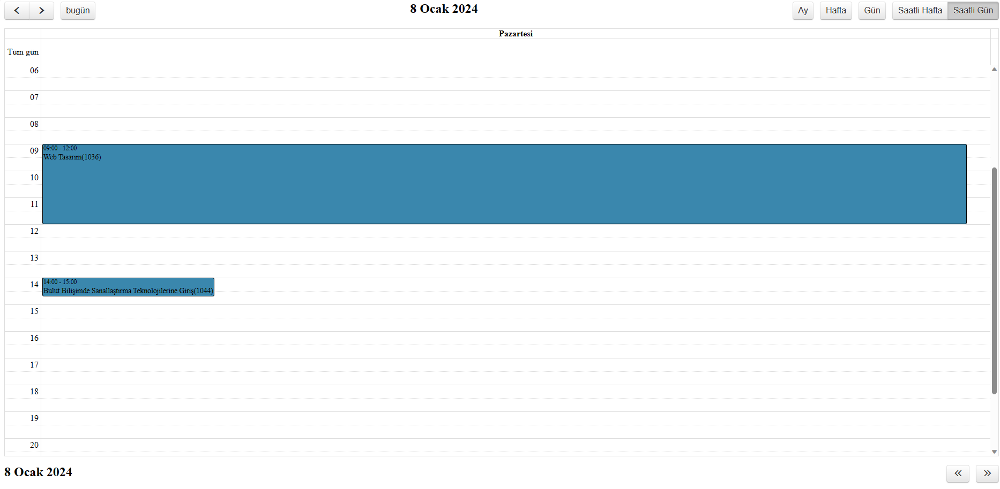 bugün
8 Ocak 2024
Ay
Hafta
Gün
Saatli Hafta
Saatli Gün
Pazartesi
Tüm gün
06
07
08
09
09:00 - 12:00
Web Tasarım(1036)
10
11
12
13
14
14:00 - 15:00
Bulut Bilişimde Sanallaştırma Teknolojilerine Giriş(1044)
15
16
17
18
19
20
8 Ocak 2024